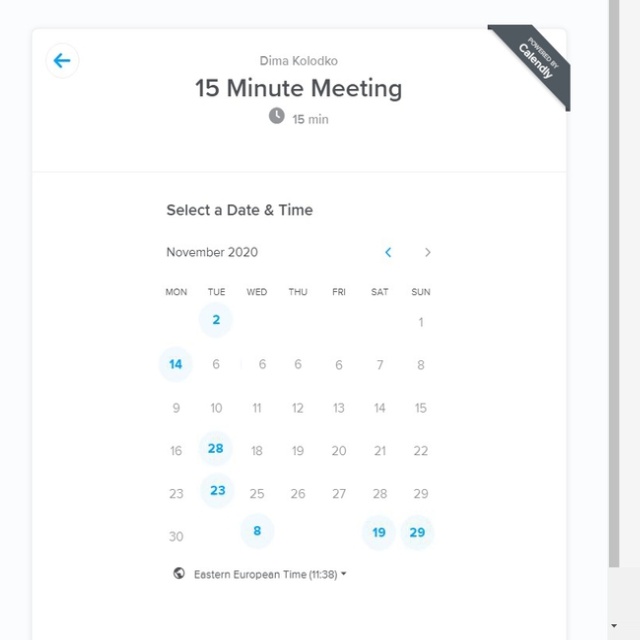 POWERED BY
Calendly
Dima Kolodko
15 Minute Meeting
15 min
Select a Date & Time
November 2020
MON TUE WED THU FRI SAT SUN
2 1
14 6 6 6 6 7 8
9 10 11 12 13 14 15
16 28 18 19 20 21 22
23 23 25 26 27 28 29
30 8 19 29
Eastern European Time (11:38)